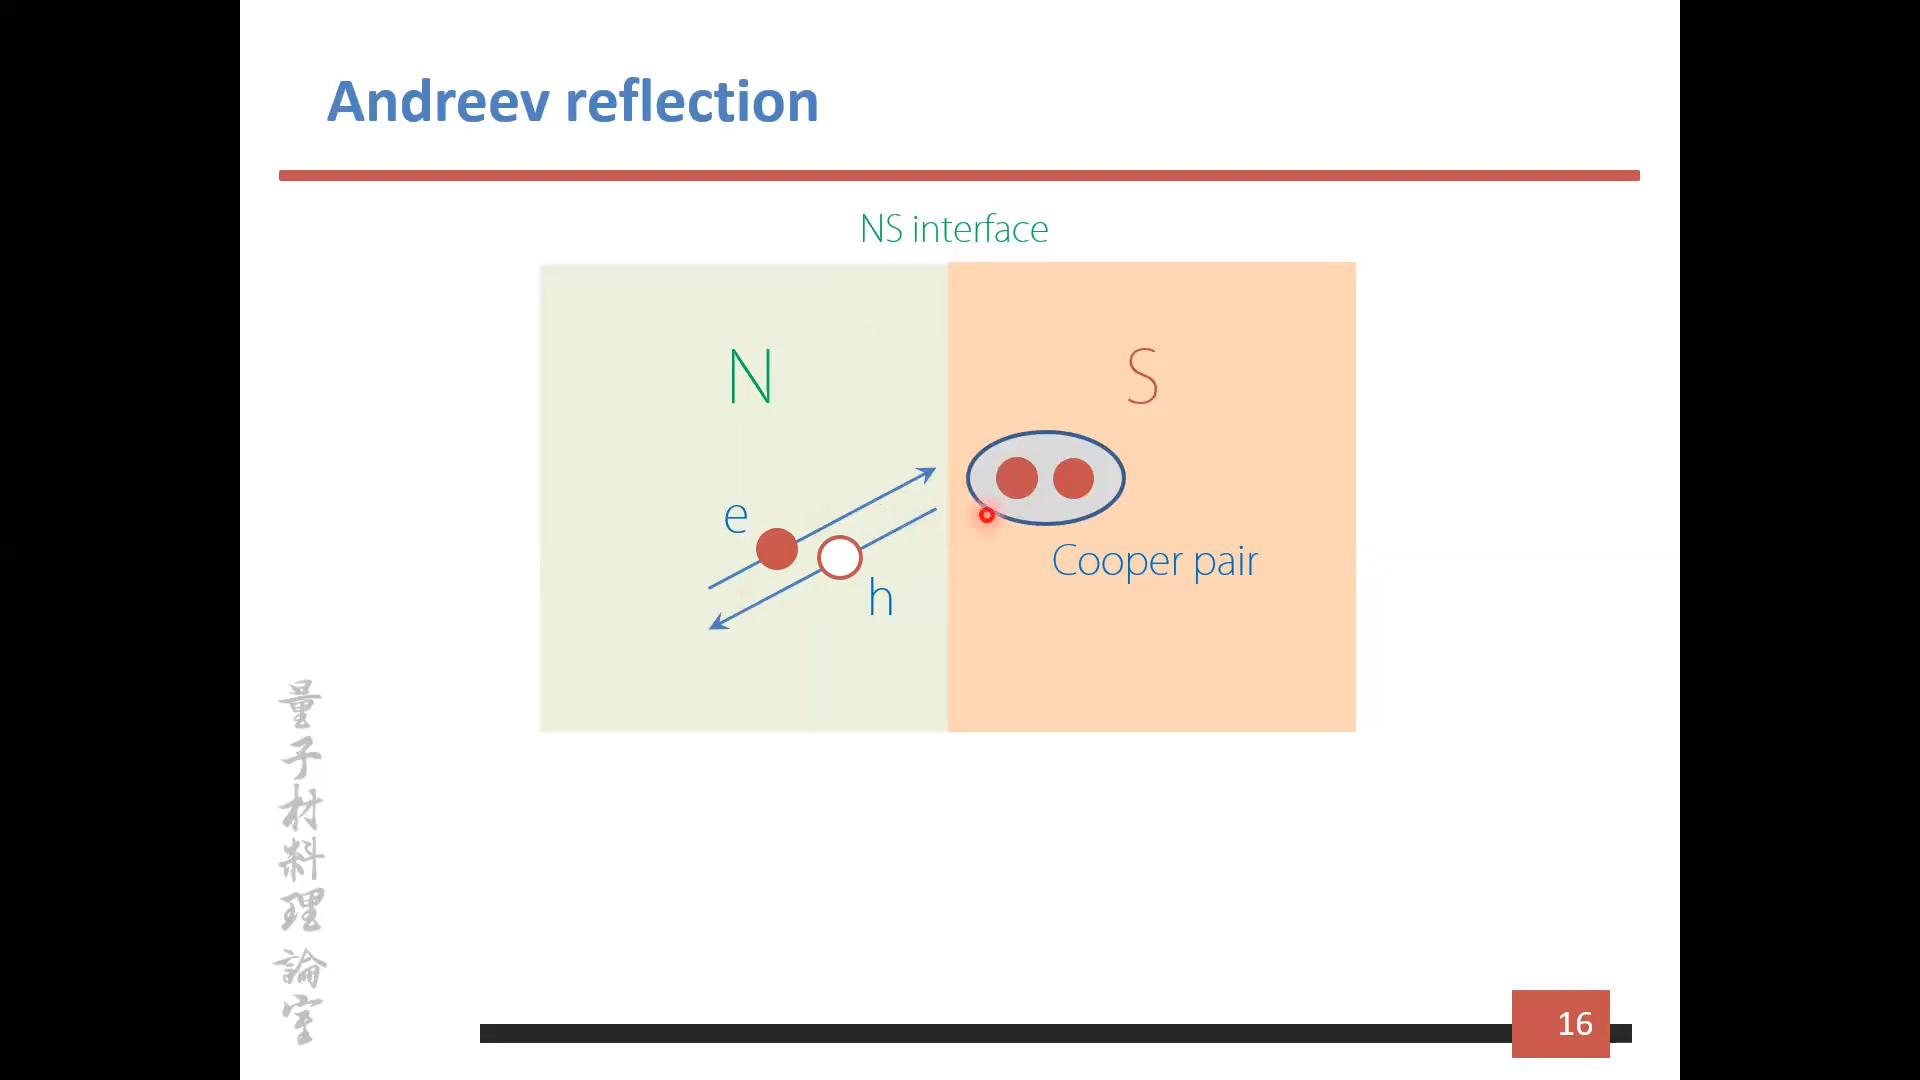 Andreev reflection
NS interface
N
S
e
h
Cooper pair
量子材料理論室
16